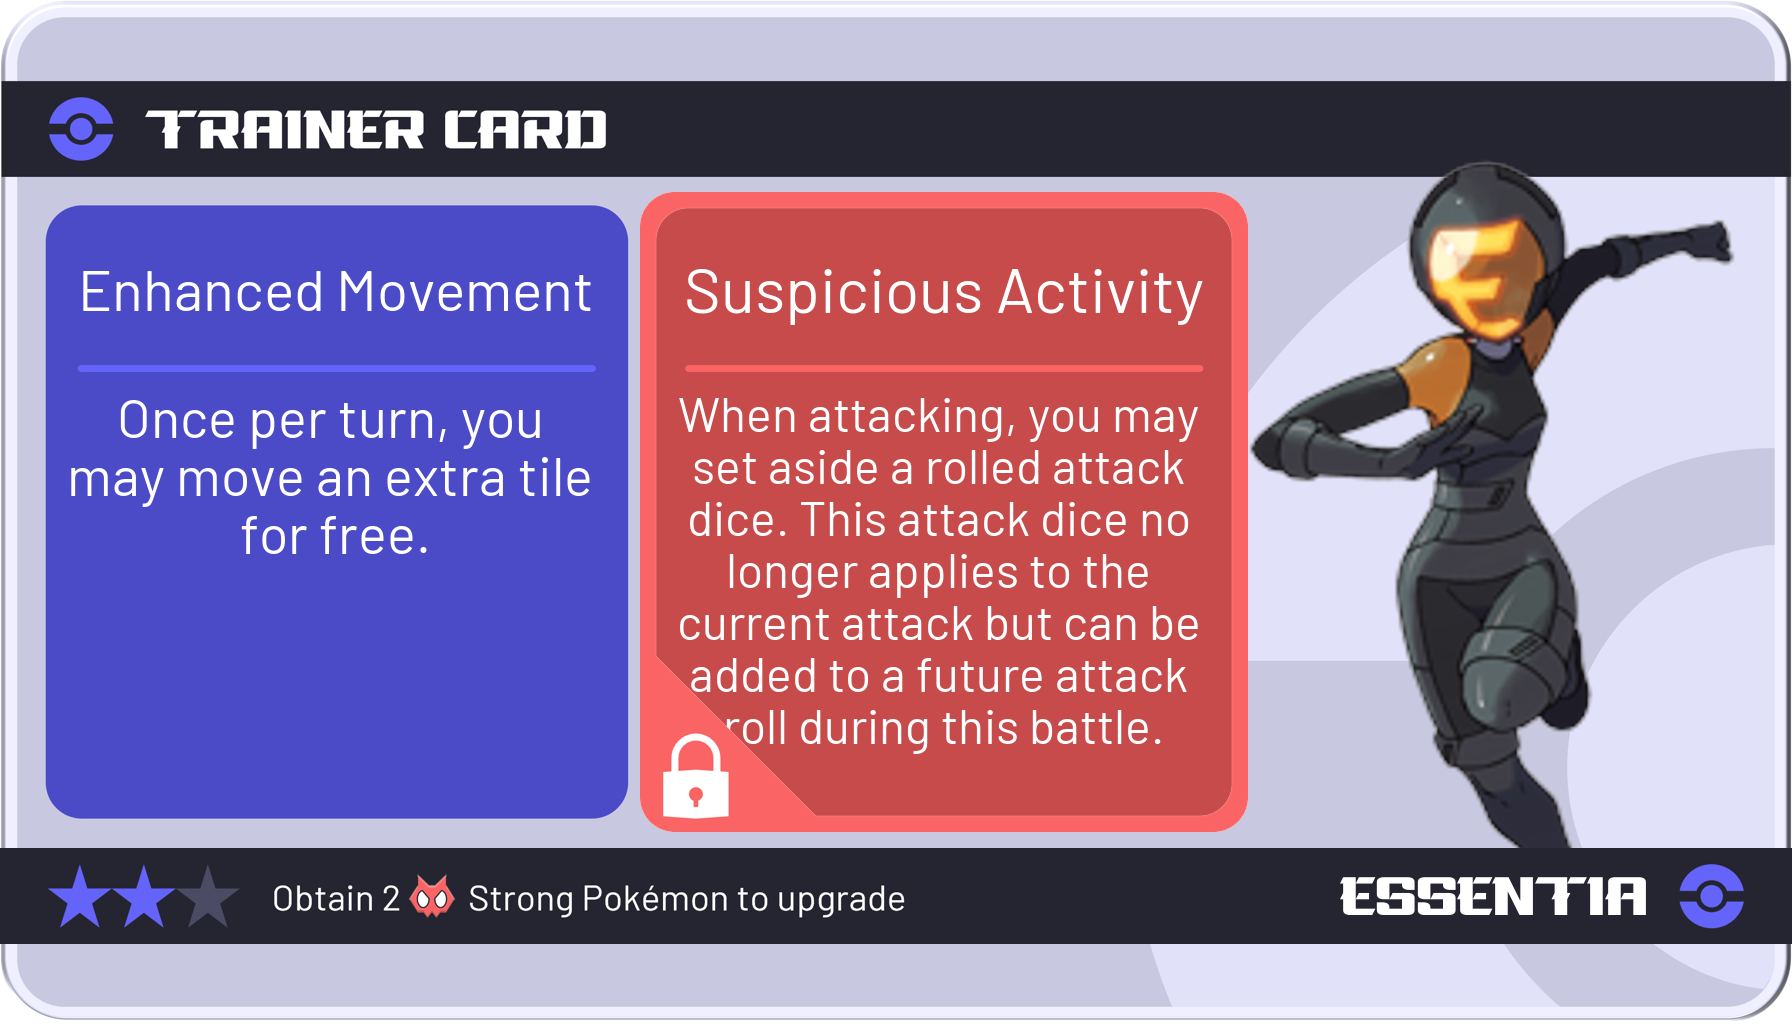 TRAINER CARD
Enhanced Movement
Once per turn, you
may move an extra tile
for free.
Suspicious Activity
When attacking, you may
set aside a rolled attack
dice. This attack dice no
longer applies to the
current attack but can be
added to a future attack
roll during this battle.
Obtain 2 Strong Pokémon to upgrade
ESSENTIA